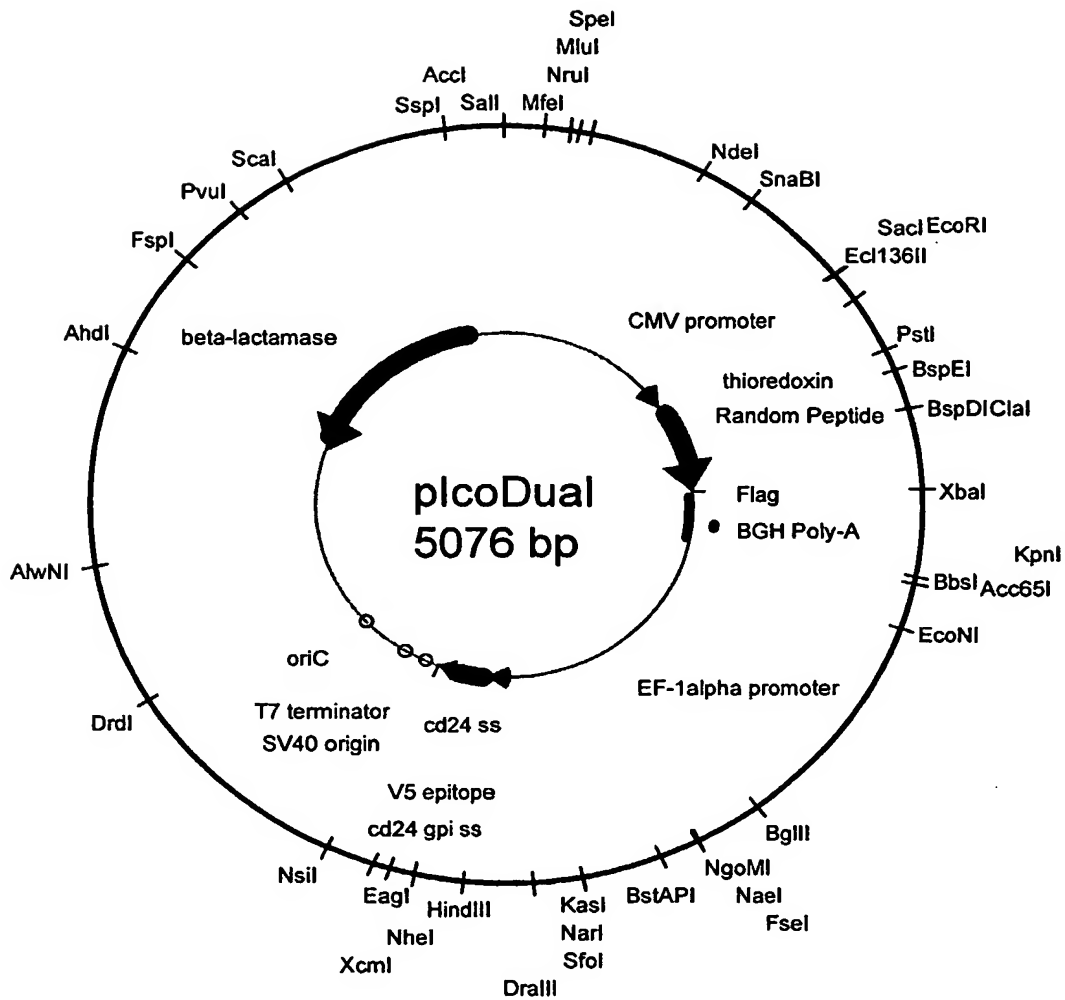 SpeI
MluI
AccI
NruI
SspI
SalI
MfeI
ScaI
NdeI
PvuI
SnaBI
FspI
SacI
EcoRI
Ecl136II
AhdI
beta-lactamase
CMV promoter
PstI
BspEI
thioredoxin
Random Peptide
BspDI
ClaI
pIcoDual
5076 bp
Flag
XbaI
BGH Poly-A
KpnI
AlwNI
BbsI
Acc65I
EcoNI
oriC
EF-1alpha promoter
T7 terminator
SV40 origin
cd24 ss
DrdI
V5 epitope
cd24 gpi ss
BglII
NsiI
NgoMI
EagI
HindIII
KasI
BstAPI
NaeI
NheI
NarI
FseI
XcmI
SfoI
DraIII